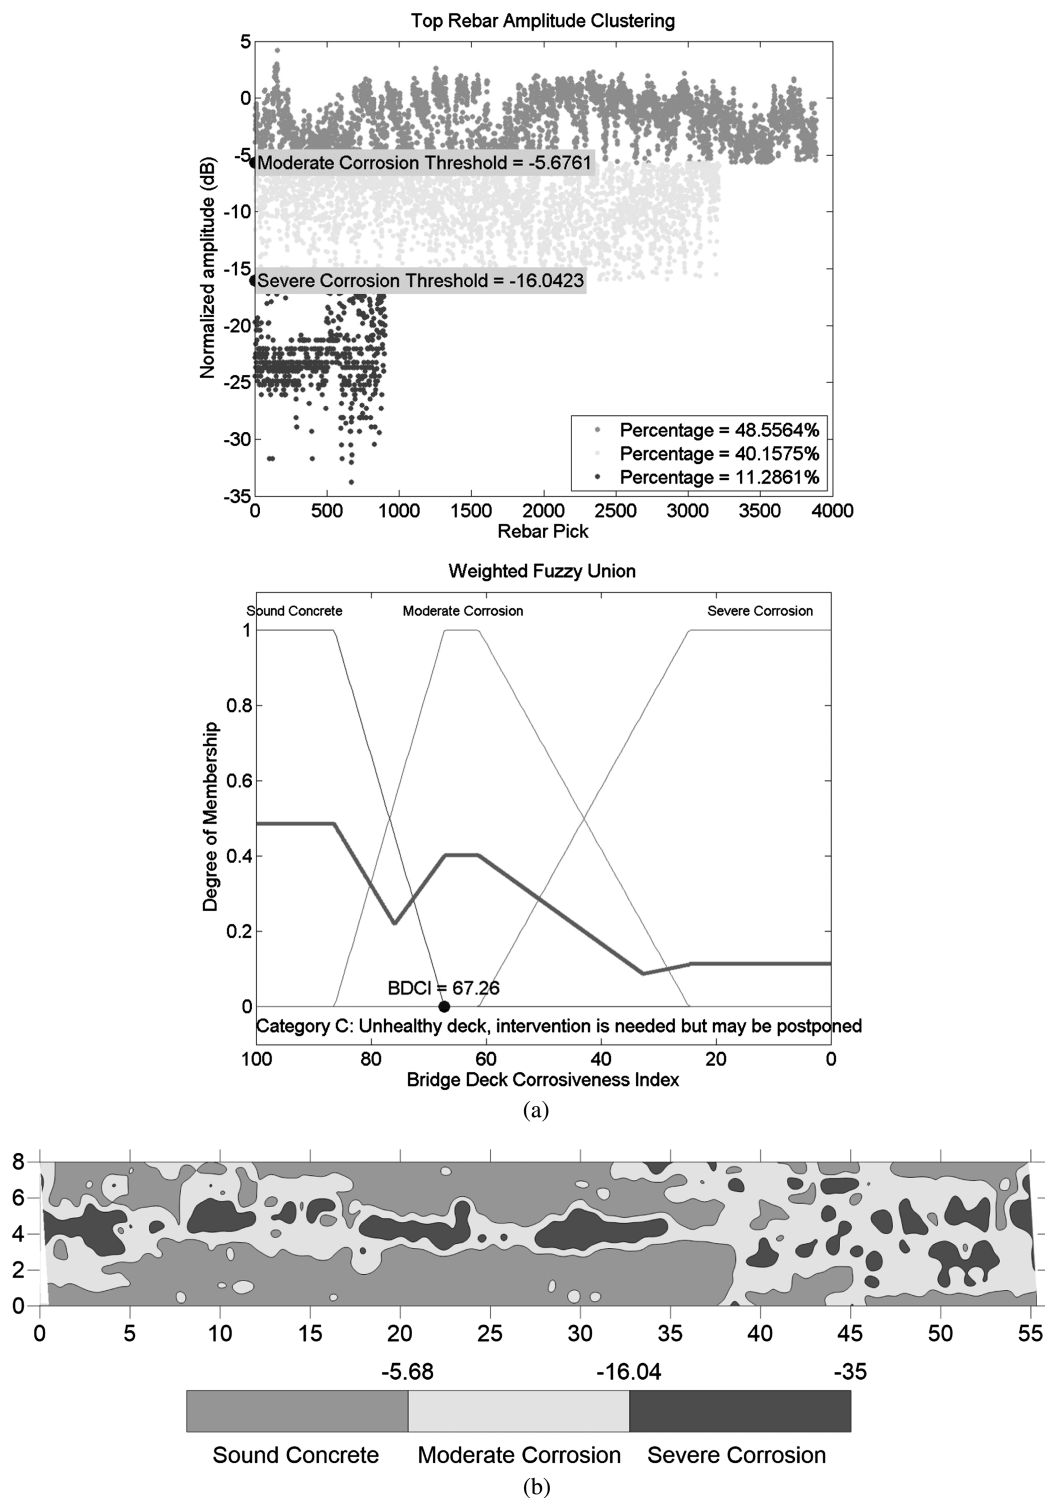 Top Rebar Amplitude Clustering
5
0
-5
-10
-15
-20
-25
-30
-35
Normalized amplitude (dB)
Moderate Corrosion Threshold = -5.6761
Severe Corrosion Threshold = -16.0423
Percentage = 48.5564%
Percentage = 40.1575%
Percentage = 11.2861%
0 500 1000 1500 2000 2500 3000 3500 4000
Rebar Pick
Weighted Fuzzy Union
Sound Concrete Moderate Corrosion Severe Corrosion
1
0.8
0.6
0.4
0.2
0
Degree of Membership
BDCI = 67.26
Category C: Unhealthy deck, intervention is needed but may be postponed
100 80 60 40 20 0
Bridge Deck Corrosiveness Index
(a)
8
6
4
2
0
0 5 10 15 20 25 30 35 40 45 50 55
-5.68 -16.04 -35
Sound Concrete Moderate Corrosion Severe Corrosion
(b)